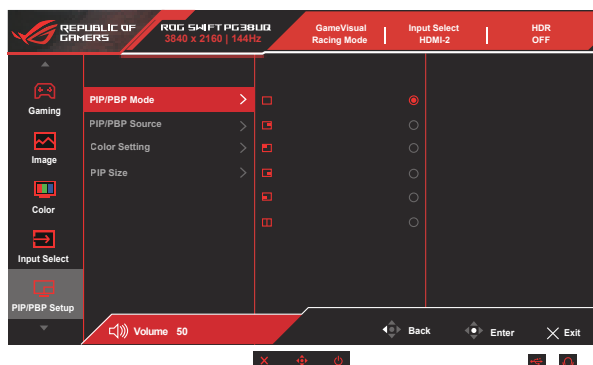 REPUBLIC OF
GAMERS
ROG SWIFT PG38UQ
3840 x 2160 | 144Hz
GameVisual
Racing Mode
Input Select
HDMI-2
HDR
OFF
Gaming
Image
Color
Input Select
PIP/PBP Setup
PIP/PBP Mode
PIP/PBP Source
Color Setting
PIP Size
Volume 50
Back
Enter
Exit